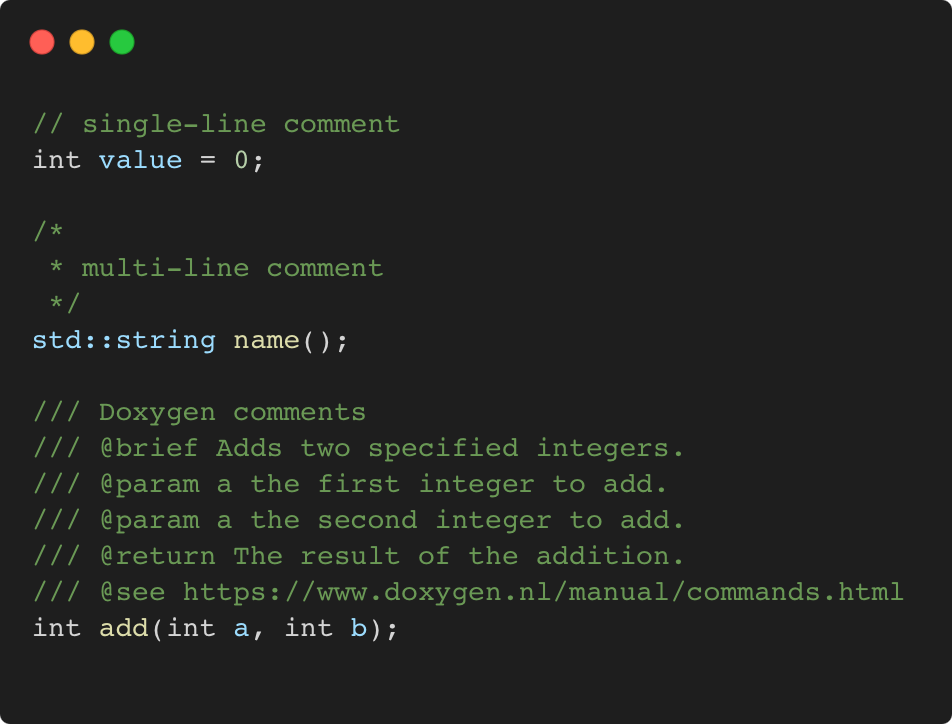 // single-line comment
int value = 0;
/*
 * multi-line comment
 */
std::string name();
/// Doxygen comments
/// @brief Adds two specified integers.
/// @param a the first integer to add.
/// @param a the second integer to add.
/// @return The result of the addition.
/// @see https://www.doxygen.nl/manual/commands.html
int add(int a, int b);